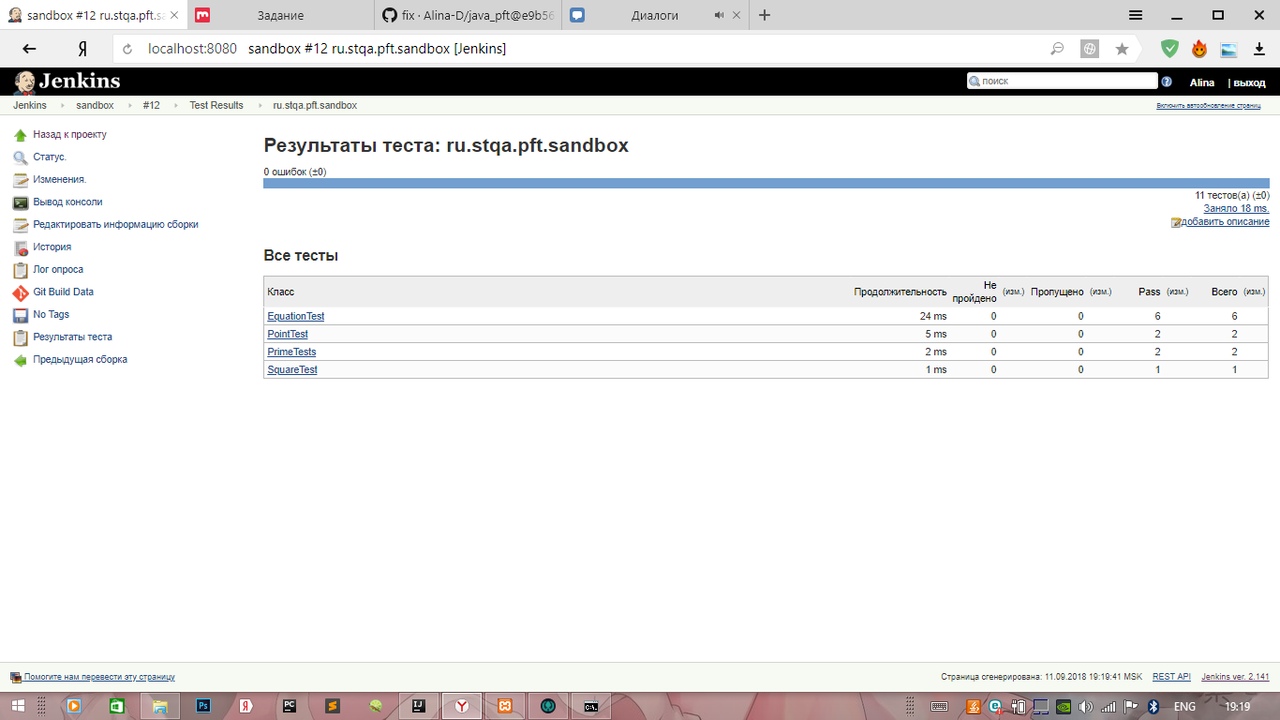 sandbox #12 ru.stqa.pft.sa
Задание
fix · Alina-D/java_pft@e9b56
Диалоги
Я localhost:8080 sandbox #12 ru.stqa.pft.sandbox [Jenkins]
Jenkins
поиск
Alina | выход
Jenkins sandbox #12 Test Results ru.stqa.pft.sandbox
Включить автообновление страниц
Назад к проекту
Статус.
Изменения.
Вывод консоли
Редактировать информацию сборки
История
Лог опроса
Git Build Data
No Tags
Результаты теста
Предыдущая сборка
Результаты теста: ru.stqa.pft.sandbox
0 ошибок (±0)
11 тестов(а) (±0)
Заняло 18 ms.
добавить описание
Все тесты
Класс Продолжительность Не пройдено (изм.) Пропущено (изм.) Pass (изм.) Всего (изм.)
EquationTest 24 ms 0 0 6 6
PointTest 5 ms 0 0 2 2
PrimeTests 2 ms 0 0 2 2
SquareTest 1 ms 0 0 1 1
Помогите нам перевести эту страницу
Страница сгенерирована: 11.09.2018 19:19:41 MSK REST API Jenkins ver. 2.141
ENG 19:19